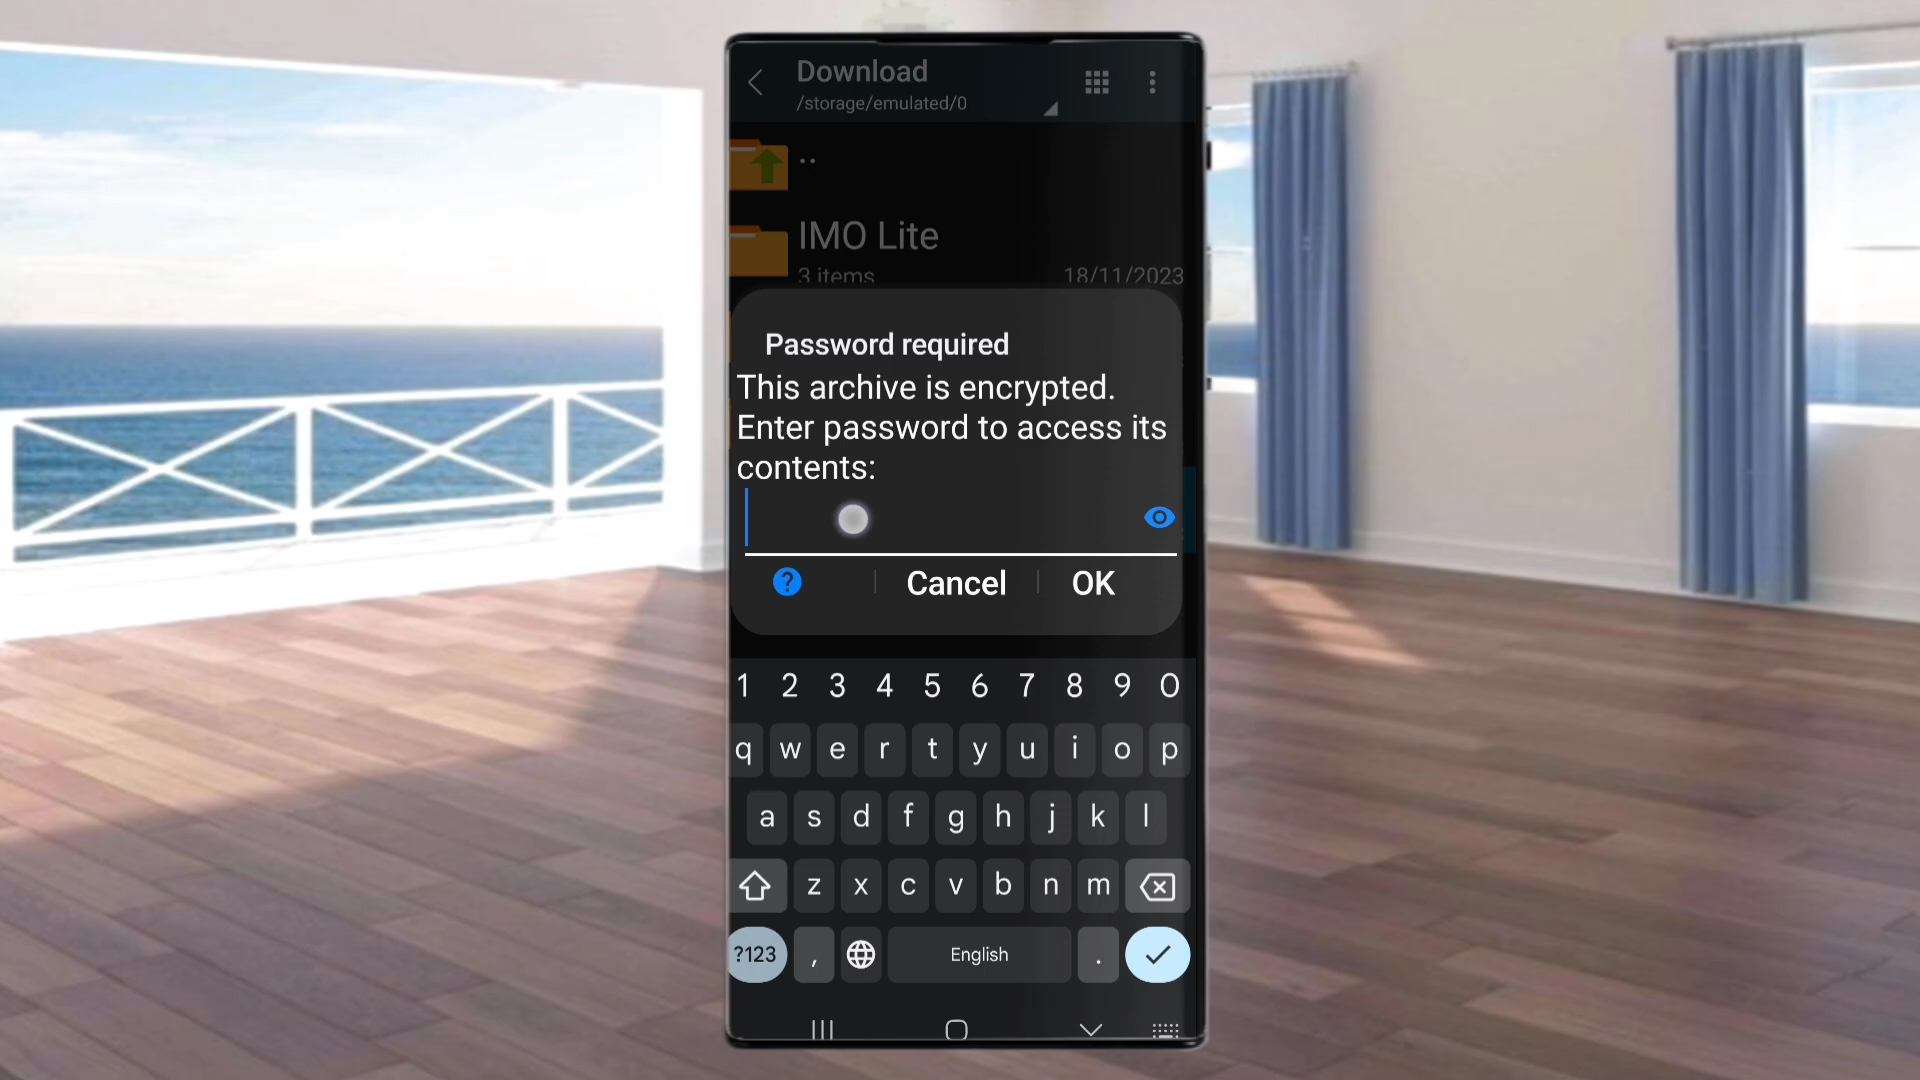 Download
/storage/emulated/0
..
IMO Lite
3 items 18/11/2023
Password required
This archive is encrypted.
Enter password to access its
contents:
? Cancel OK
1 2 3 4 5 6 7 8 9 0
q w e r t y u i o p
a s d f g h j k l
z x c v b n m
?123 , English .